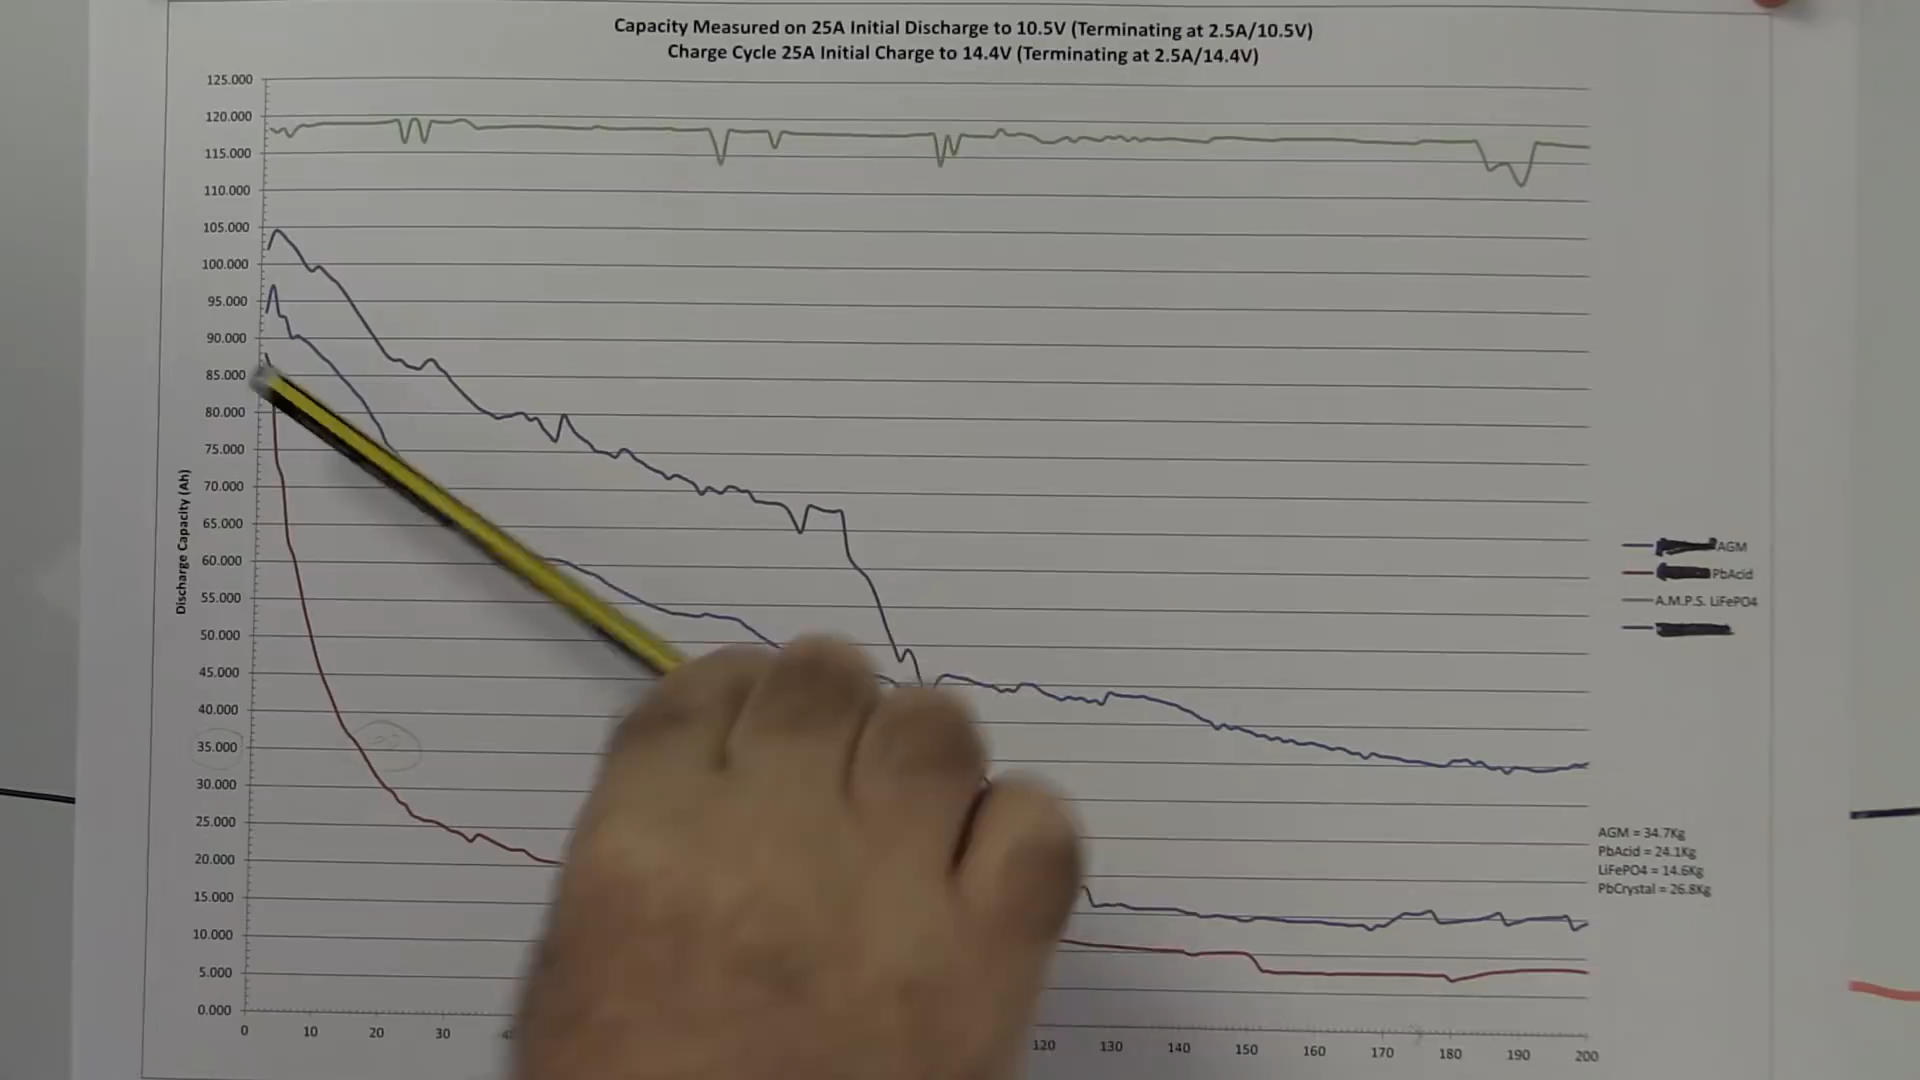 Capacity Measured on 25A Initial Discharge to 10.5V (Terminating at 2.5A/10.5V)
Charge Cycle 25A Initial Charge to 14.4V (Terminating at 2.5A/14.4V)
125.000
120.000
115.000
110.000
105.000
100.000
95.000
90.000
85.000
80.000
75.000
70.000
65.000
60.000
55.000
50.000
45.000
40.000
35.000
30.000
25.000
20.000
15.000
10.000
5.000
0.000
Discharge Capacity (Ah)
0 10 20 30 120 130 140 150 160 170 180 190 200
AGM
PbAcid
A.M.P.S. LiFePO4
AGM = 34.7Kg
PbAcid = 24.1Kg
LiFePO4 = 14.6Kg
PbCrystal = 26.8Kg